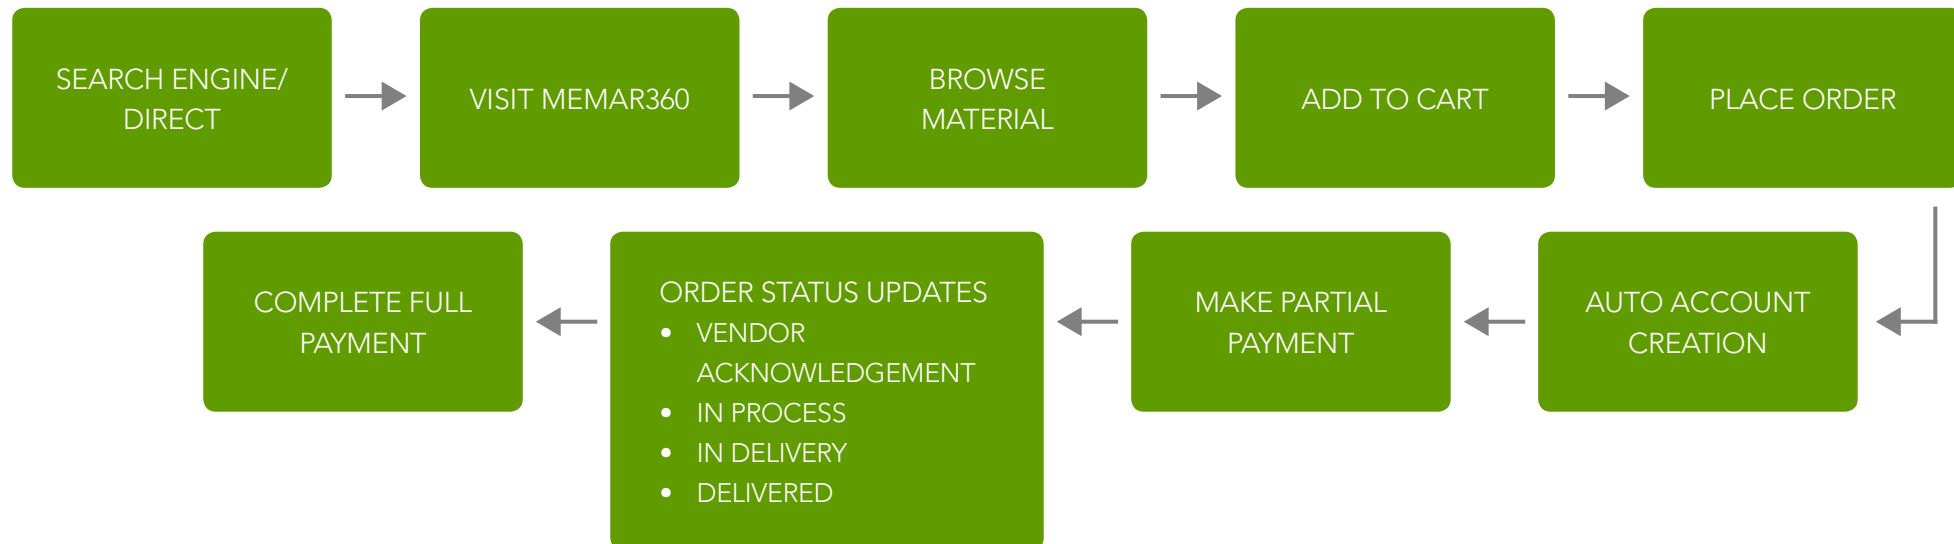 SEARCH ENGINE/
DIRECT
VISIT MEMAR360
BROWSE
MATERIAL
ADD TO CART
PLACE ORDER
AUTO ACCOUNT
CREATION
MAKE PARTIAL
PAYMENT
ORDER STATUS UPDATES
• VENDOR
ACKNOWLEDGEMENT
• IN PROCESS
• IN DELIVERY
• DELIVERED
COMPLETE FULL
PAYMENT